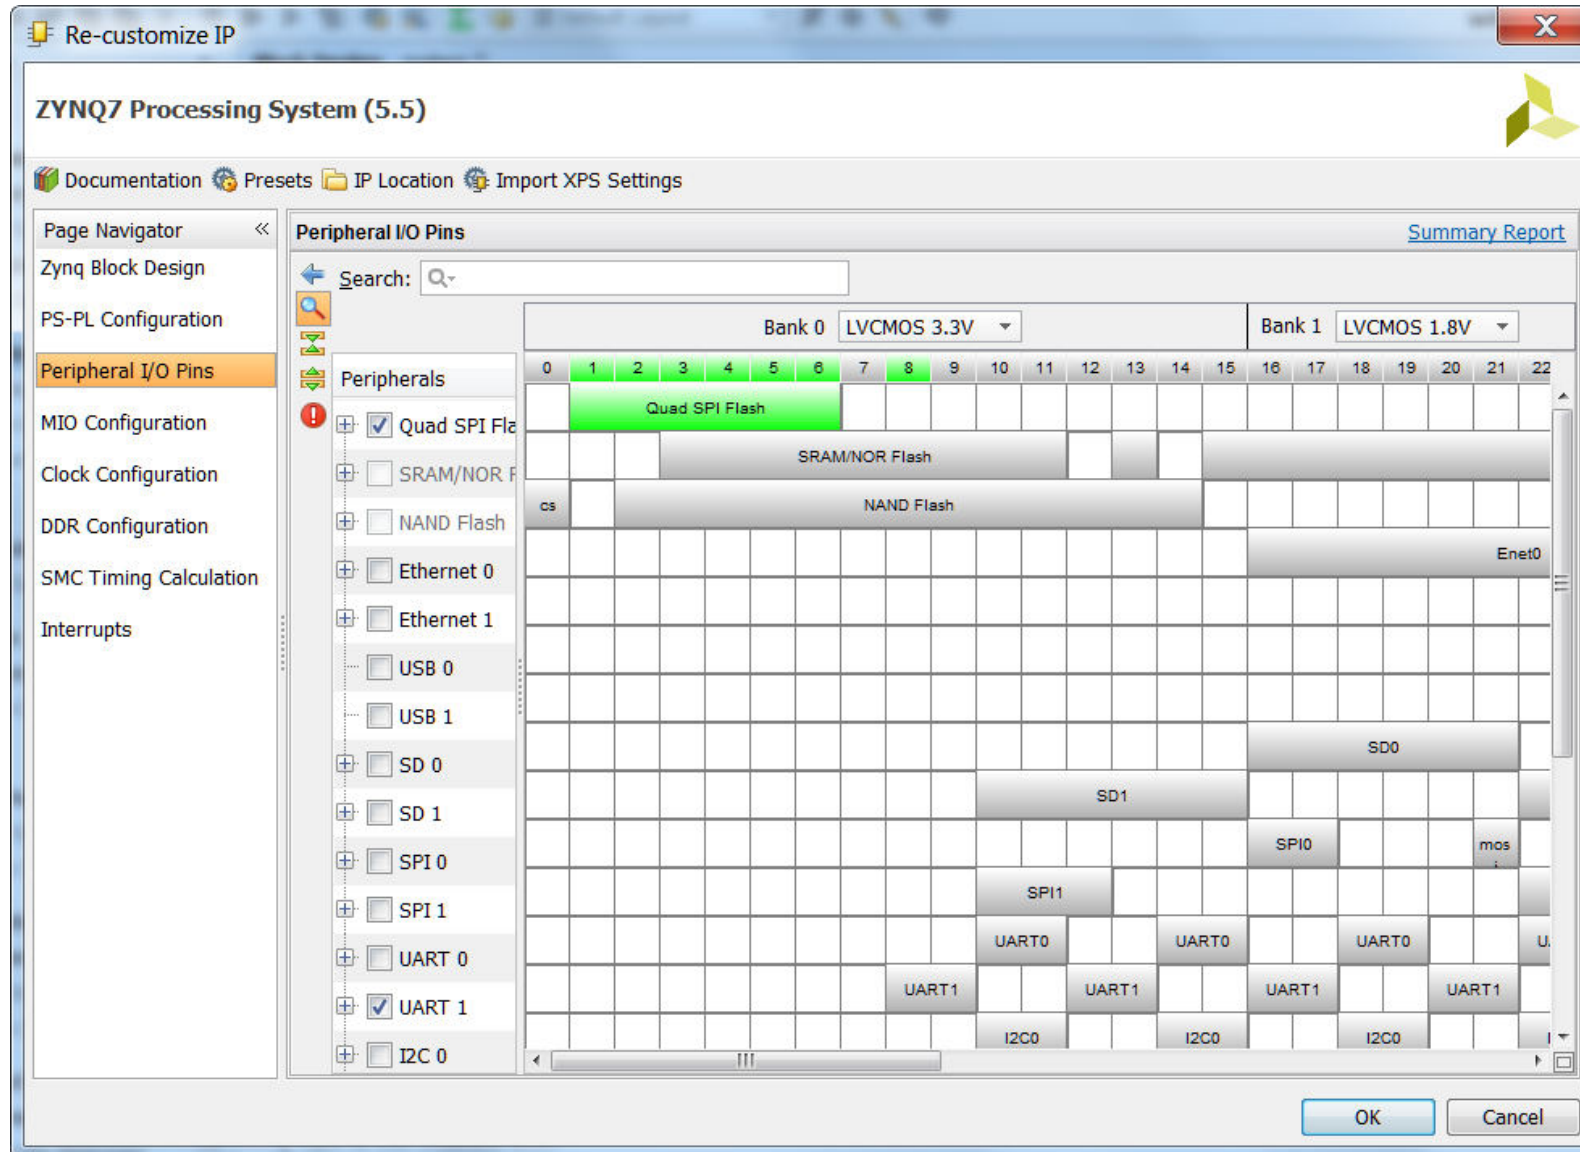 Re-customize IP
ZYNQ7 Processing System (5.5)
Documentation Presets IP Location Import XPS Settings
Page Navigator
Zynq Block Design
PS-PL Configuration
Peripheral I/O Pins
MIO Configuration
Clock Configuration
DDR Configuration
SMC Timing Calculation
Interrupts
Peripheral I/O Pins Summary Report
Search:
Bank 0 LVCMOS 3.3V Bank 1 LVCMOS 1.8V
Peripherals 0 1 2 3 4 5 6 7 8 9 10 11 12 13 14 15 16 17 18 19 20 21 22
Quad SPI Fla Quad SPI Flash
SRAM/NOR F SRAM/NOR Flash
NAND Flash cs NAND Flash
Ethernet 0 Enet0
Ethernet 1
USB 0
USB 1
SD 0 SD0
SD 1 SD1
SPI 0 SPI0 mos
SPI 1 SPI1
UART 0 UART0 UART0 UART0
UART 1 UART1 UART1 UART1 UART1
I2C 0 I2C0 I2C0 I2C0
OK Cancel